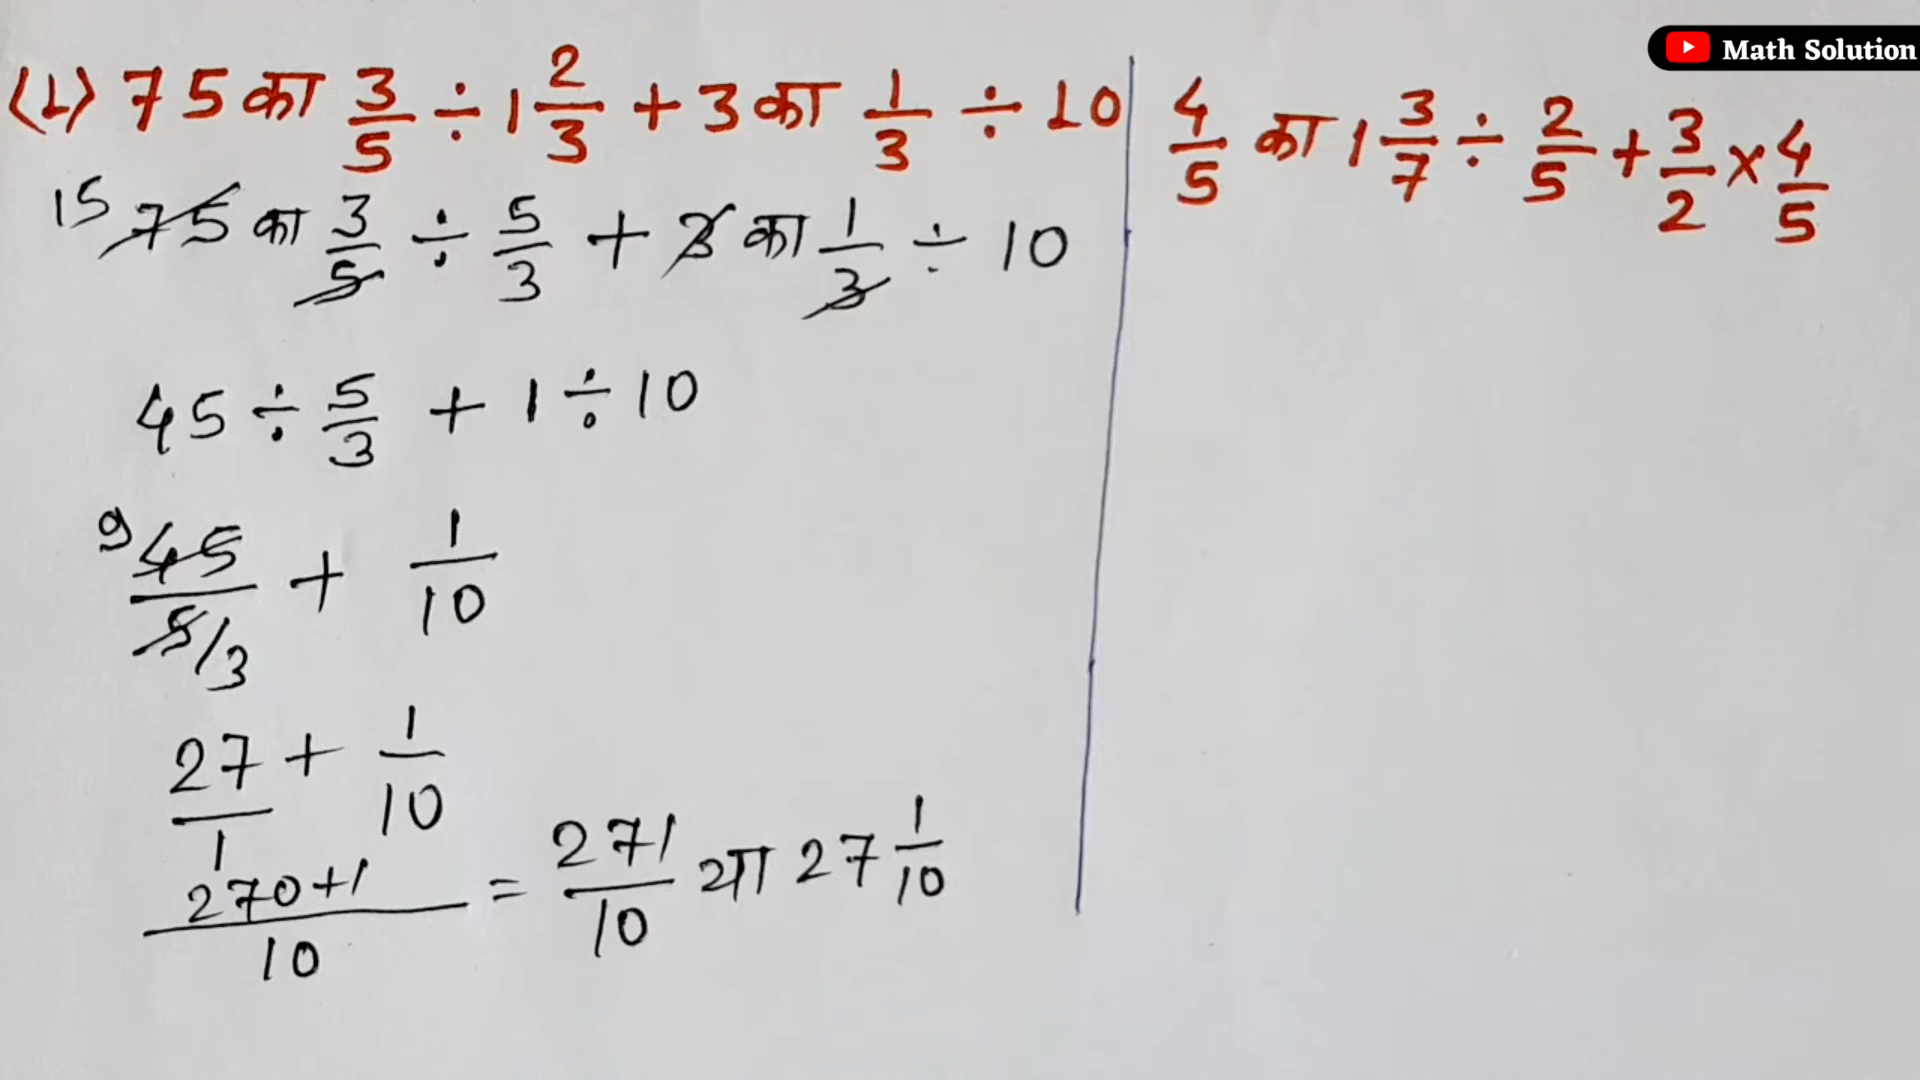 Math Solution
(1) 75 का 3/5 ÷ 1 2/3 + 3 का 1/3 ÷ 10
15 75 का 3/5 ÷ 5/3 + 3 का 1/3 ÷ 10
45 ÷ 5/3 + 1 ÷ 10
9 45/5/3 + 1/10
27/1 + 1/10
270+1/10 = 271/10 या 27 1/10
4/5 का 1 3/7 ÷ 2/5 + 3/2 × 4/5